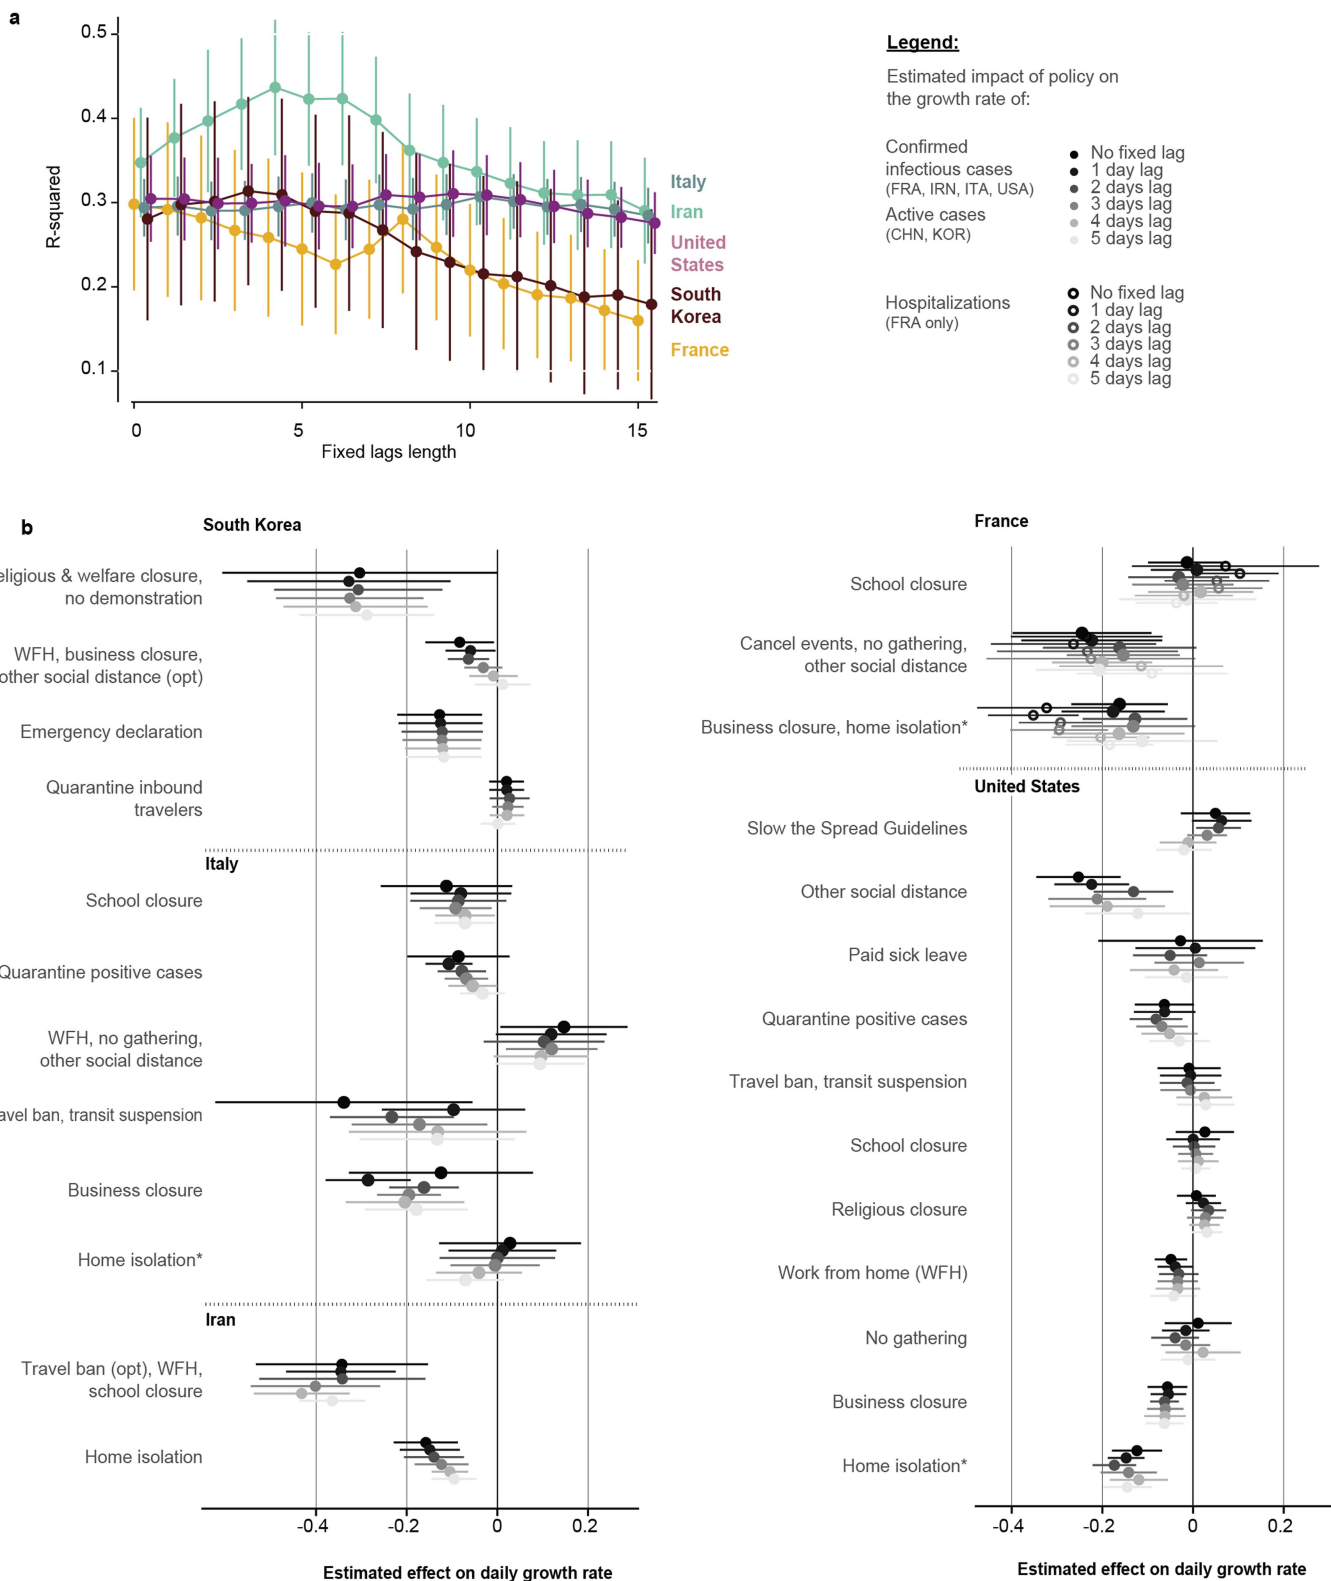 a
0.5
0.4
0.3
0.2
0.1
R-squared
0
5
10
15
Fixed lags length
Italy
Iran
United
States
South
Korea
France
Legend:
Estimated impact of policy on
the growth rate of:
Confirmed
infectious cases
(FRA, IRN, ITA, USA)
Active cases
(CHN, KOR)
No fixed lag
1 day lag
2 days lag
3 days lag
4 days lag
5 days lag
Hospitalizations
(FRA only)
No fixed lag
1 day lag
2 days lag
3 days lag
4 days lag
5 days lag
b
South Korea
eligious & welfare closure,
no demonstration
WFH, business closure,
other social distance (opt)
Emergency declaration
Quarantine inbound
travelers
Italy
School closure
Quarantine positive cases
WFH, no gathering,
other social distance
avel ban, transit suspension
Business closure
Home isolation*
Iran
Travel ban (opt), WFH,
school closure
Home isolation
-0.4
-0.2
0
0.2
Estimated effect on daily growth rate
France
School closure
Cancel events, no gathering,
other social distance
Business closure, home isolation*
United States
Slow the Spread Guidelines
Other social distance
Paid sick leave
Quarantine positive cases
Travel ban, transit suspension
School closure
Religious closure
Work from home (WFH)
No gathering
Business closure
Home isolation*
-0.4
-0.2
0
0.2
Estimated effect on daily growth rate